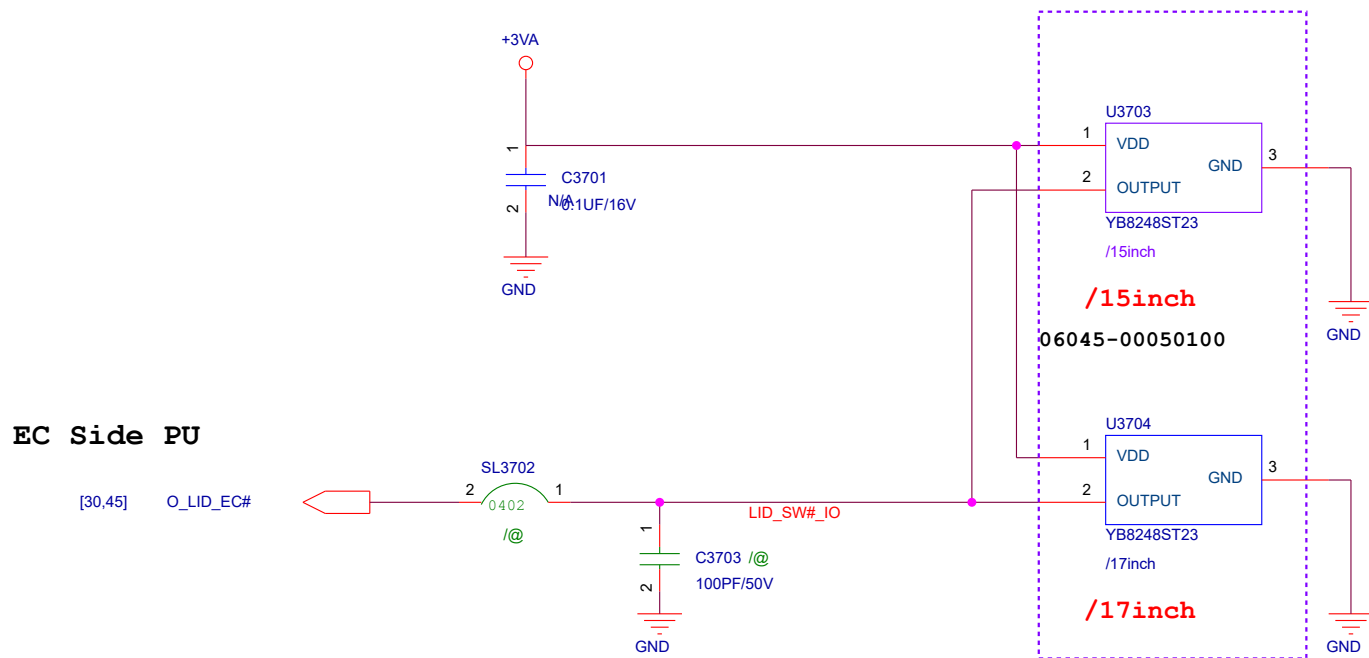 +3VA
1
C3701
N/A
0.1UF/16V
2
GND
U3703
1
VDD
2
OUTPUT
GND
3
YB8248ST23
/15inch
/15inch
06045-00050100
GND
EC Side PU
[30,45] O_LID_EC#
SL3702
2
0402
1
/@
LID_SW#_IO
1
C3703 /@
100PF/50V
2
GND
U3704
1
VDD
2
OUTPUT
GND
3
YB8248ST23
/17inch
/17inch
GND